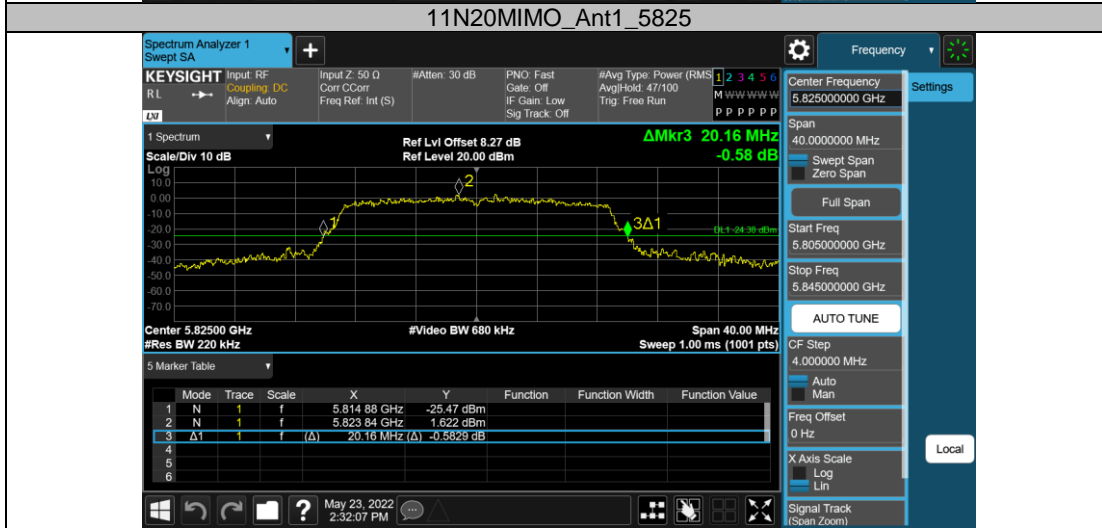 11N20MIMO_Ant1_5825
Spectrum Analyzer 1
Swept SA
+
Frequency
KEYSIGHT
RL
LXI
Input: RF
Coupling: DC
Align: Auto
Input Z: 50 Ω
Corr CCorr
Freq Ref: Int (S)
#Atten: 30 dB
PNO: Fast
Gate: Off
IF Gain: Low
Sig Track: Off
#Avg Type: Power (RMS
Avg|Hold: 47/100
Trig: Free Run
1 2 3 4 5 6
M W W W W W
P P P P P P
Center Frequency
5.825000000 GHz
Settings
1 Spectrum
Scale/Div 10 dB
Ref Lvl Offset 8.27 dB
Ref Level 20.00 dBm
ΔMkr3 20.16 MHz
-0.58 dB
Log
10.0
0.00
-10.0
-20.0
-30.0
-40.0
-50.0
-60.0
-70.0
1
2
3Δ1
DL1 -24.38 dBm
Center 5.82500 GHz
#Res BW 220 kHz
#Video BW 680 kHz
Span 40.00 MHz
Sweep 1.00 ms (1001 pts)
Span
40.0000000 MHz
Swept Span
Zero Span
Full Span
Start Freq
5.805000000 GHz
Stop Freq
5.845000000 GHz
AUTO TUNE
CF Step
4.000000 MHz
Auto
Man
Freq Offset
0 Hz
X Axis Scale
Log
Lin
Signal Track
(Span Zoom)
Local
5 Marker Table
Mode Trace Scale X Y Function Function Width Function Value
1 N 1 f 5.814 88 GHz -25.47 dBm
2 N 1 f 5.823 84 GHz 1.622 dBm
3 Δ1 1 f (Δ) 20.16 MHz (Δ) -0.5829 dB
4
5
6
?
May 23, 2022
2:32:07 PM